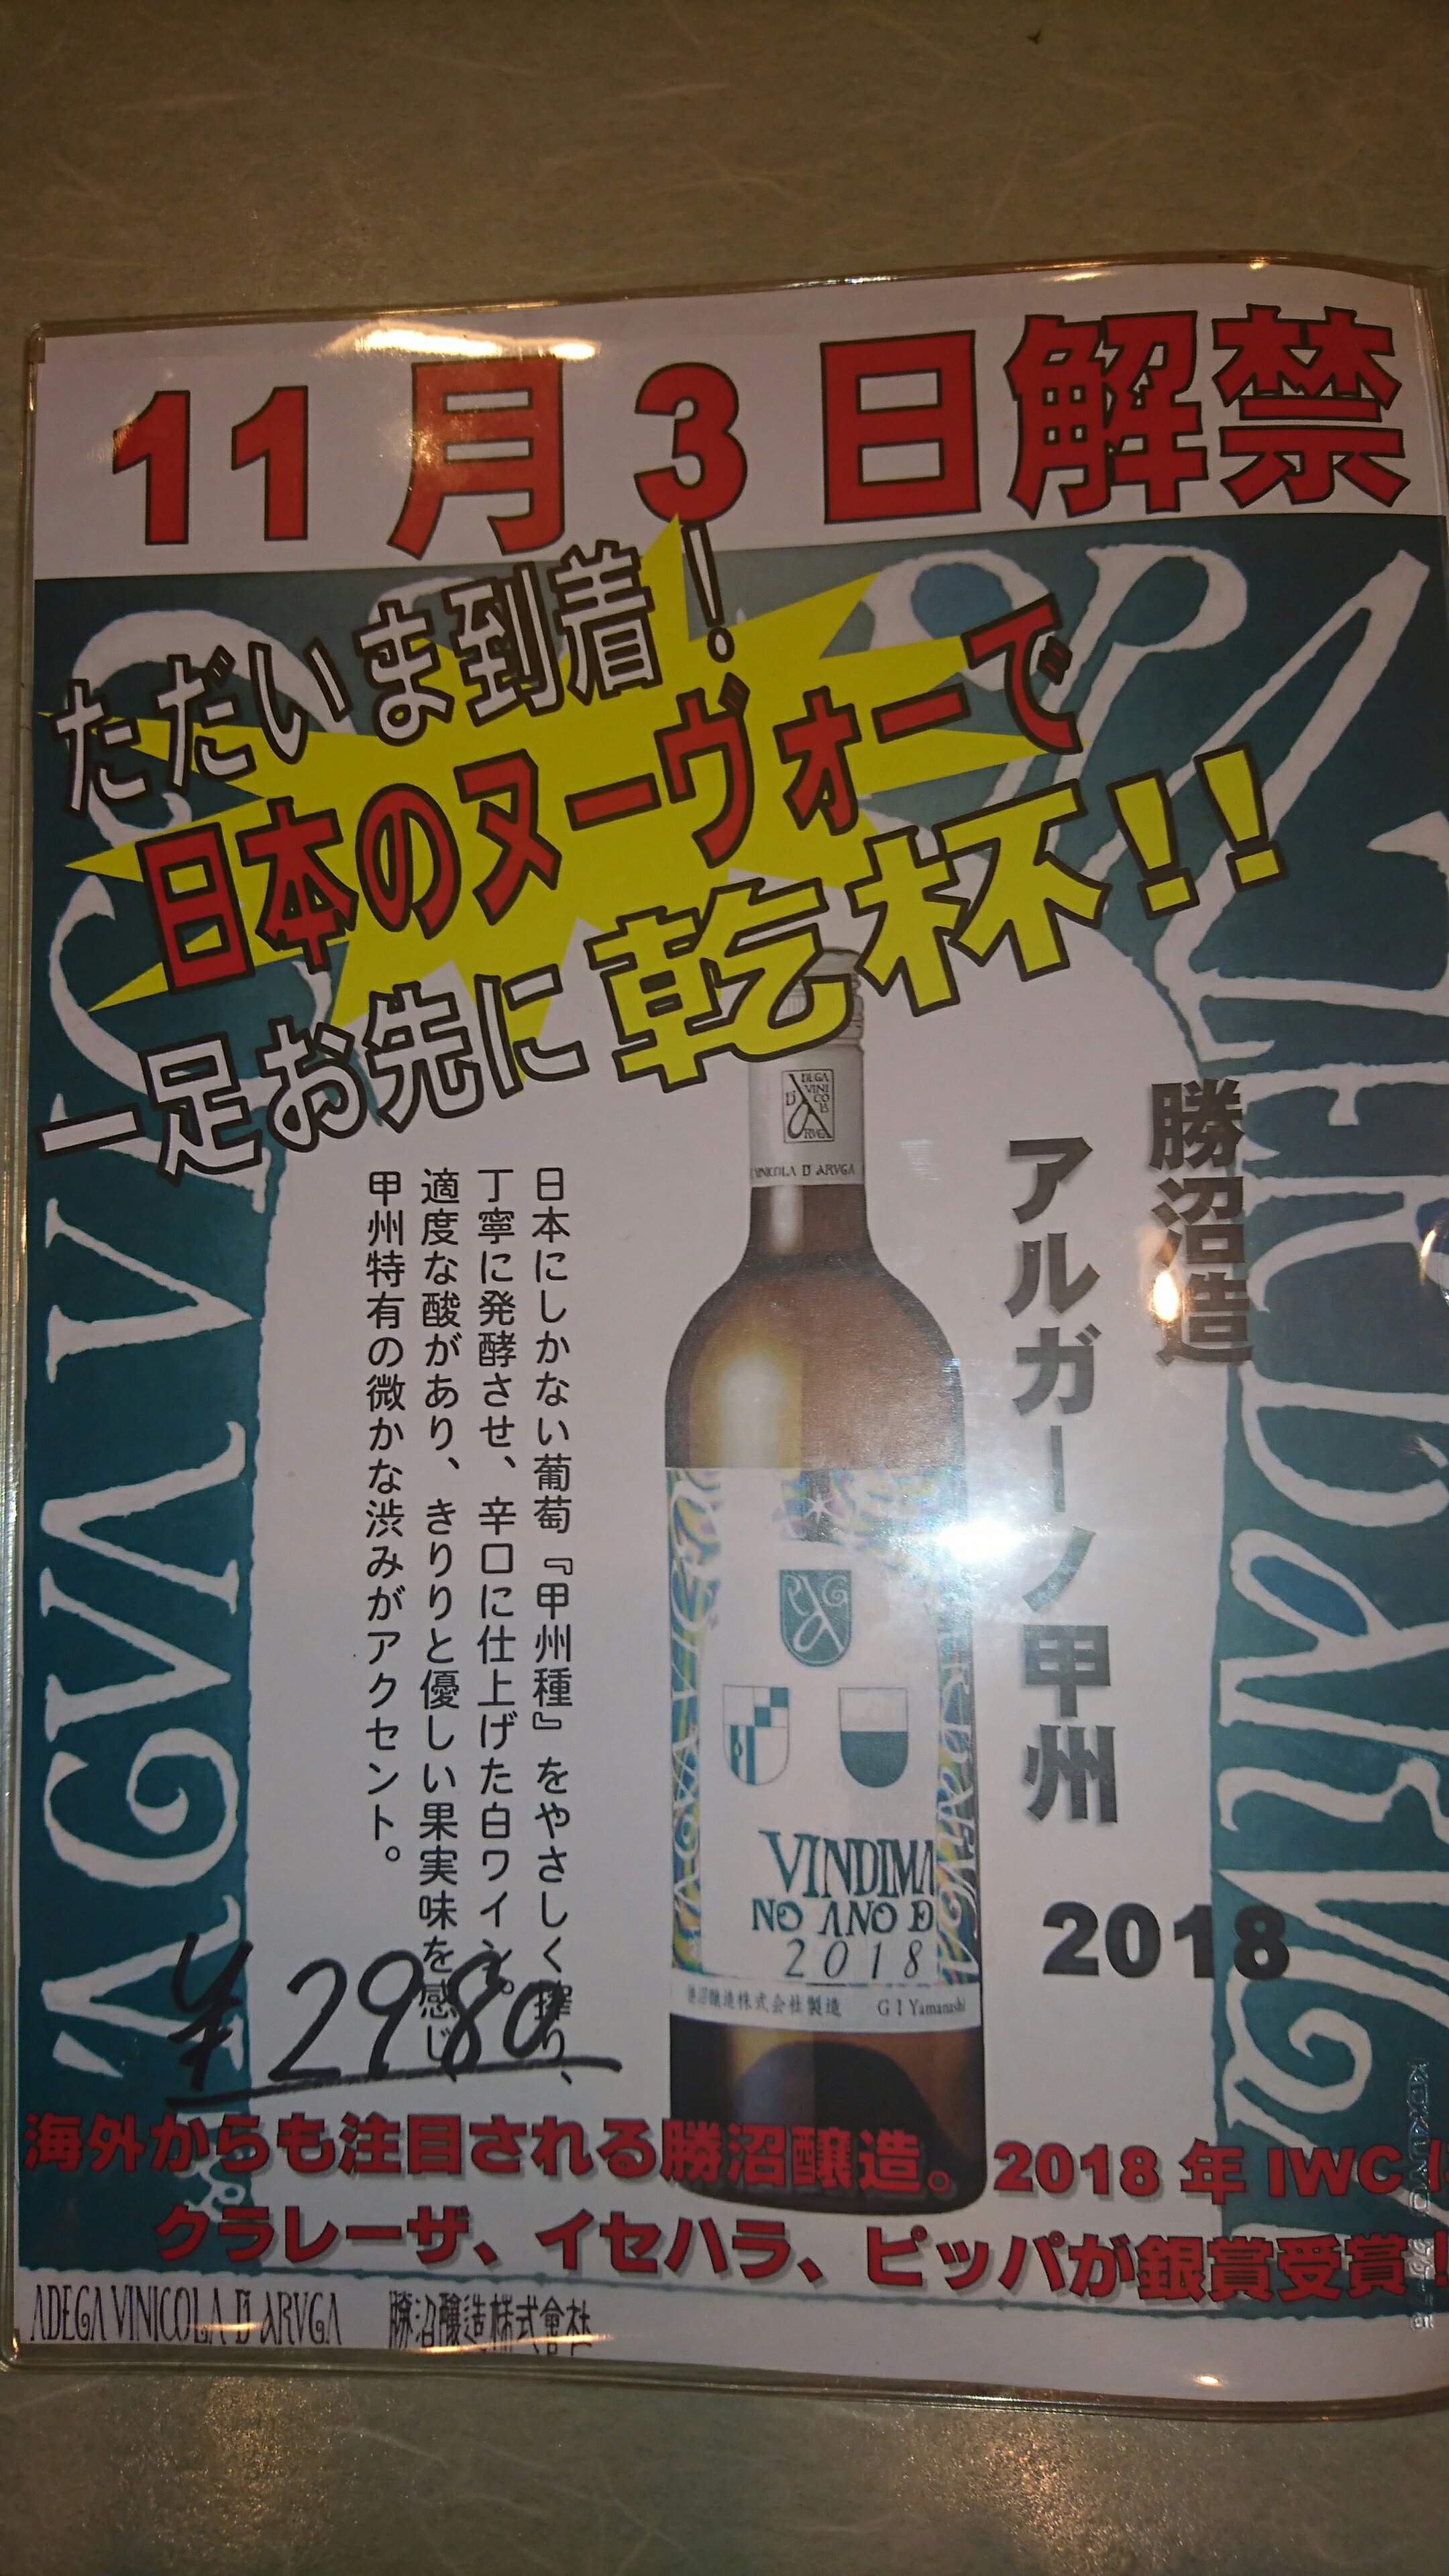 11月3日解禁
ただいま到着！
日本のヌーヴォーで
一足お先に乾杯！！
勝沼造
アルガーノ甲州
2018
日本にしかない葡萄『甲州種』をやさしく搾り、
丁寧に発酵させ、辛口に仕上げた白ワイン。
適度な酸があり、きりりと優しい果実味を感じ、
甲州特有の微かな渋みがアクセント。
ADEGA VINICOLA D'ARVGA
VINICOLA D'ARVGA
VINDIMA
NO ANO D
2018
勝沼醸造株式会社製造 G I Yamanashi
¥2980
海外からも注目される勝沼醸造。2018年IWC
クラレーザ、イセハラ、ピッパが銀賞受賞！
ADEGA VINICOLA D'ARVGA 勝沼醸造株式會社